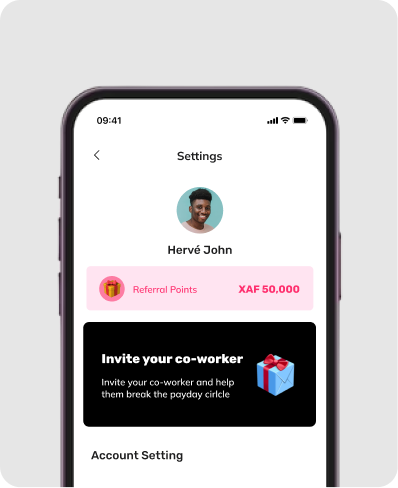 09:41
Settings
Hervé John
Referral Points XAF 50,000
Invite your co-worker
Invite your co-worker and help
them break the payday cirlcle
Account Setting